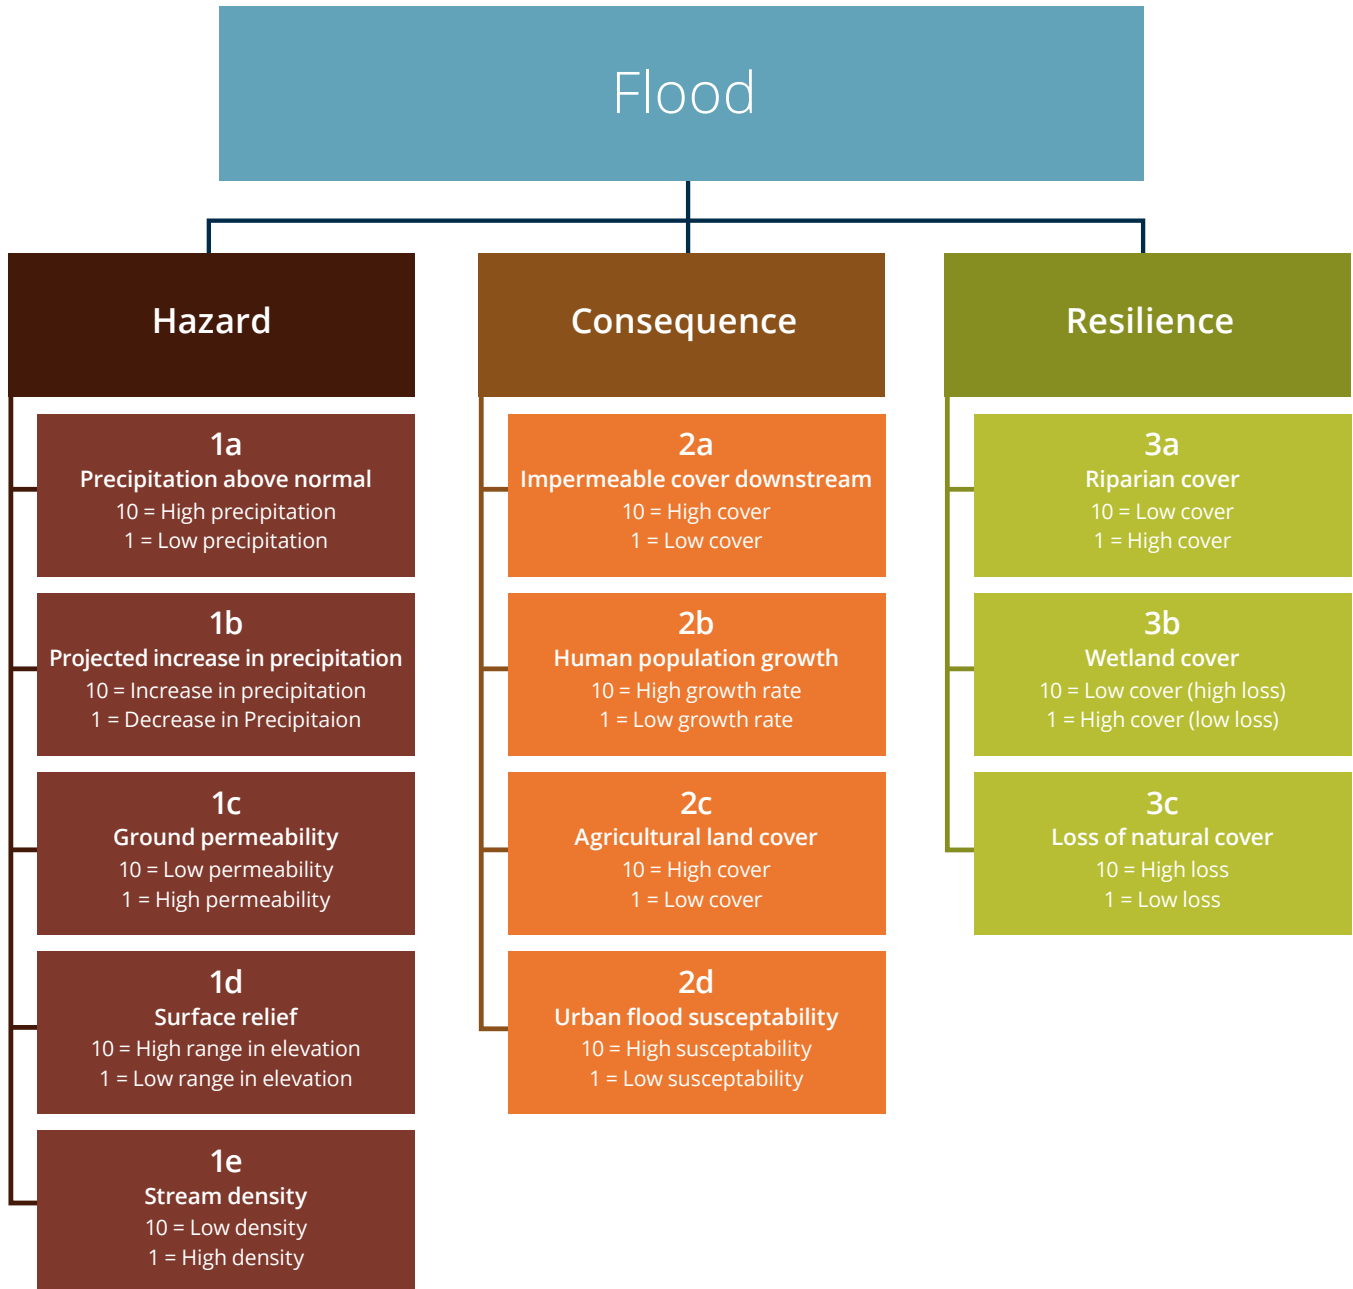 Flood
Hazard
1a
Precipitation above normal
10 = High precipitation
1 = Low precipitation
1b
Projected increase in precipitation
10 = Increase in precipitation
1 = Decrease in Precipitaion
1c
Ground permeability
10 = Low permeability
1 = High permeability
1d
Surface relief
10 = High range in elevation
1 = Low range in elevation
1e
Stream density
10 = Low density
1 = High density
Consequence
2a
Impermeable cover downstream
10 = High cover
1 = Low cover
2b
Human population growth
10 = High growth rate
1 = Low growth rate
2c
Agricultural land cover
10 = High cover
1 = Low cover
2d
Urban flood susceptability
10 = High susceptability
1 = Low susceptability
Resilience
3a
Riparian cover
10 = Low cover
1 = High cover
3b
Wetland cover
10 = Low cover (high loss)
1 = High cover (low loss)
3c
Loss of natural cover
10 = High loss
1 = Low loss